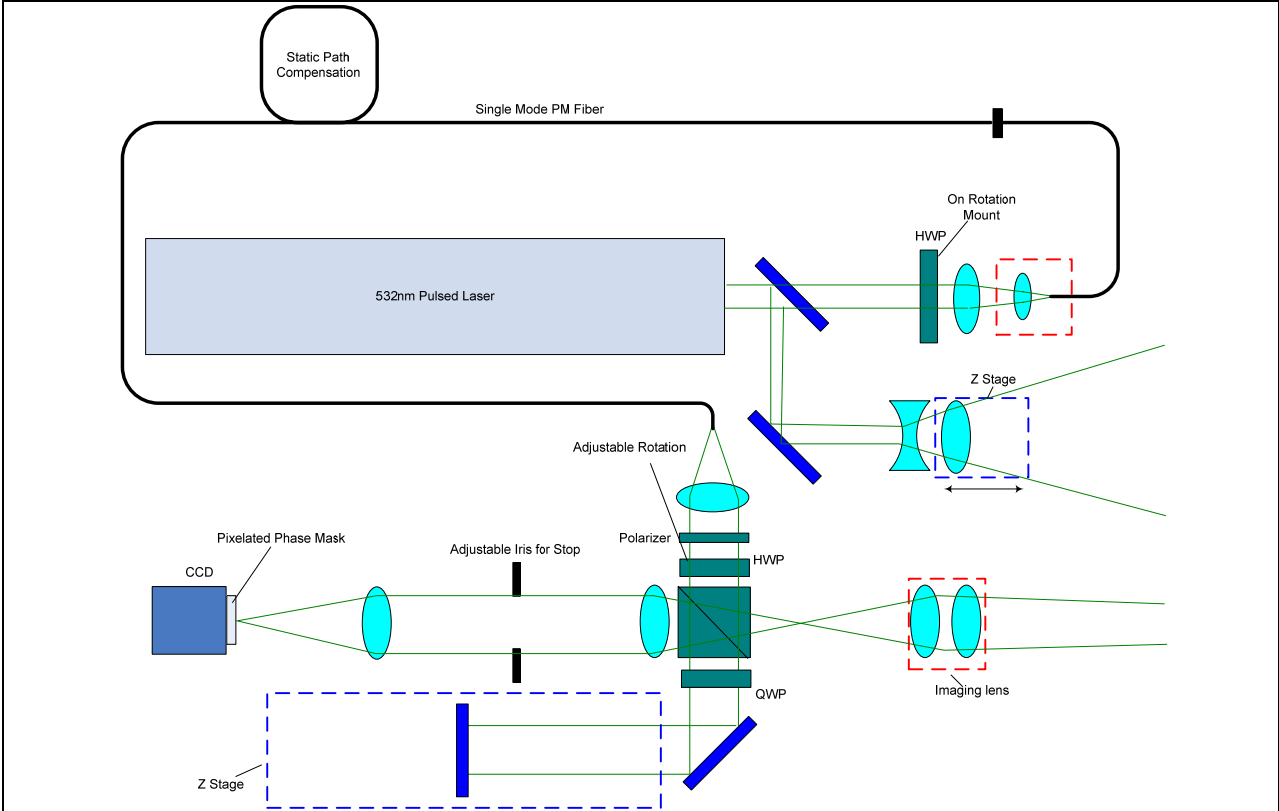 Static Path
Compensation
Single Mode PM Fiber
On Rotation
Mount
HWP
532nm Pulsed Laser
Z Stage
Adjustable Rotation
Pixelated Phase Mask
Polarizer
Adjustable Iris for Stop
HWP
CCD
QWP
Imaging lens
Z Stage